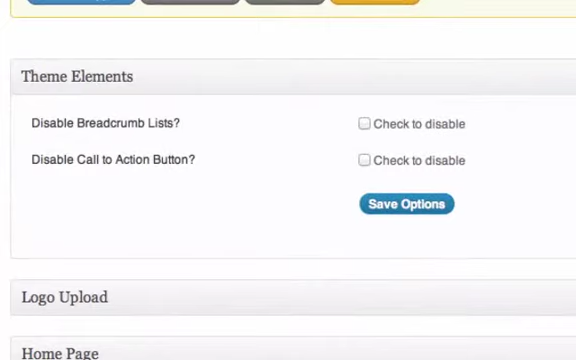 Theme Elements
Disable Breadcrumb Lists? Check to disable
Disable Call to Action Button? Check to disable
Save Options
Logo Upload
Home Page